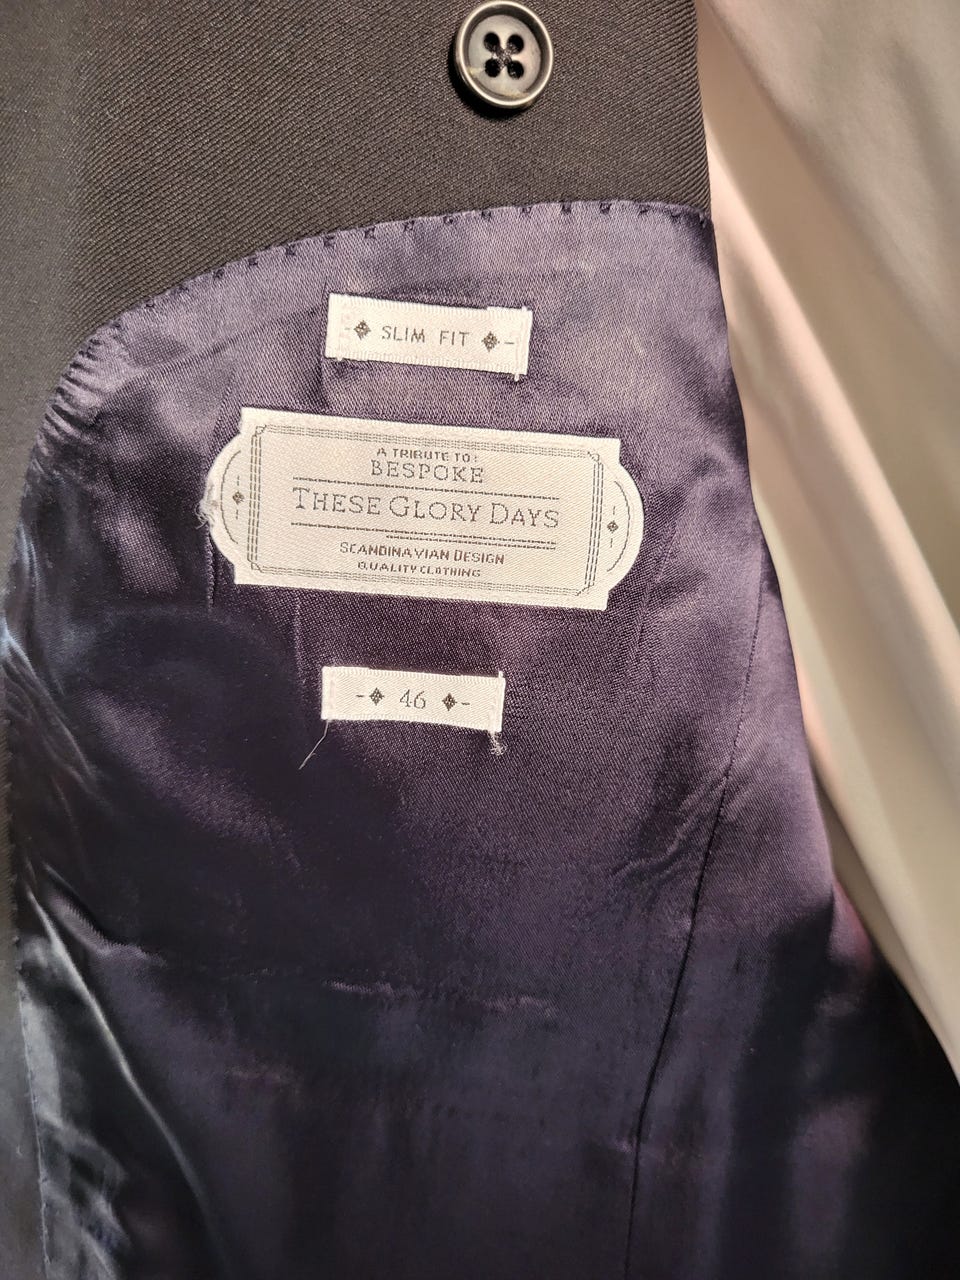 SLIM FIT
A TRIBUTE TO:
BESPOKE
THESE GLORY DAYS
SCANDINAVIAN DESIGN
QUALITY CLOTHING
46